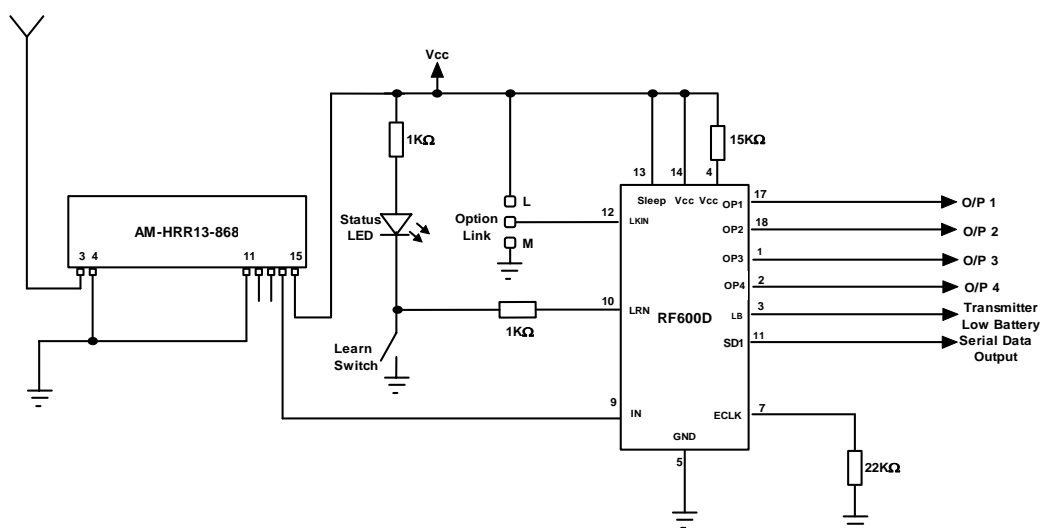 Vcc
1KΩ
15KΩ
13
14
4
17
Sleep
Vcc
Vcc
OP1
O/P 1
L
12
LKIN
18
OP2
O/P 2
Status
LED
Option
Link
M
AM-HRR13-868
1
OP3
O/P 3
3
4
11
15
2
OP4
O/P 4
10
LRN
RF600D
3
LB
Transmitter
Low Battery
1KΩ
11
SD1
Serial Data
Output
Learn
Switch
9
IN
7
ECLK
GND
5
22KΩ